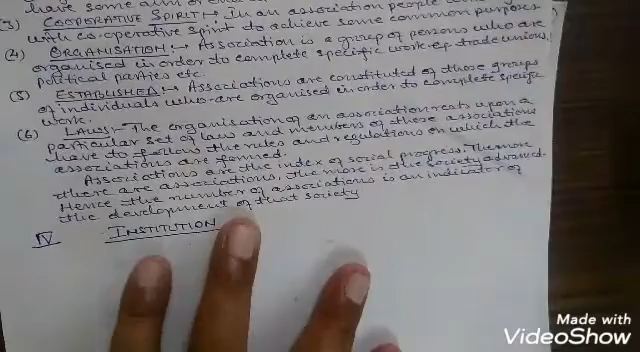 have some aim or
(3) COOPERATIVE SPIRIT:- In an association people
with co-operative spirit to achieve some common purposes
(4) ORGANISATION:- Association is a group of persons who are
organised in order to complete specific work eg trade unions,
political parties etc.
(5) ESTABLISHED:- Associations are constituted of those groups
of individuals who are organised in order to complete specific
work.
(6) LAWS:- The organisation of an association rests upon a
particular set of law and members of these associations
have to follow the rules and regulations on which the
associations are formed.
Associations are the index of social progress. The more
there are associations, the more is the society advanced.
Hence the number of associations is an indicator of
the development of that society
IV INSTITUTION
Made with
VideoShow